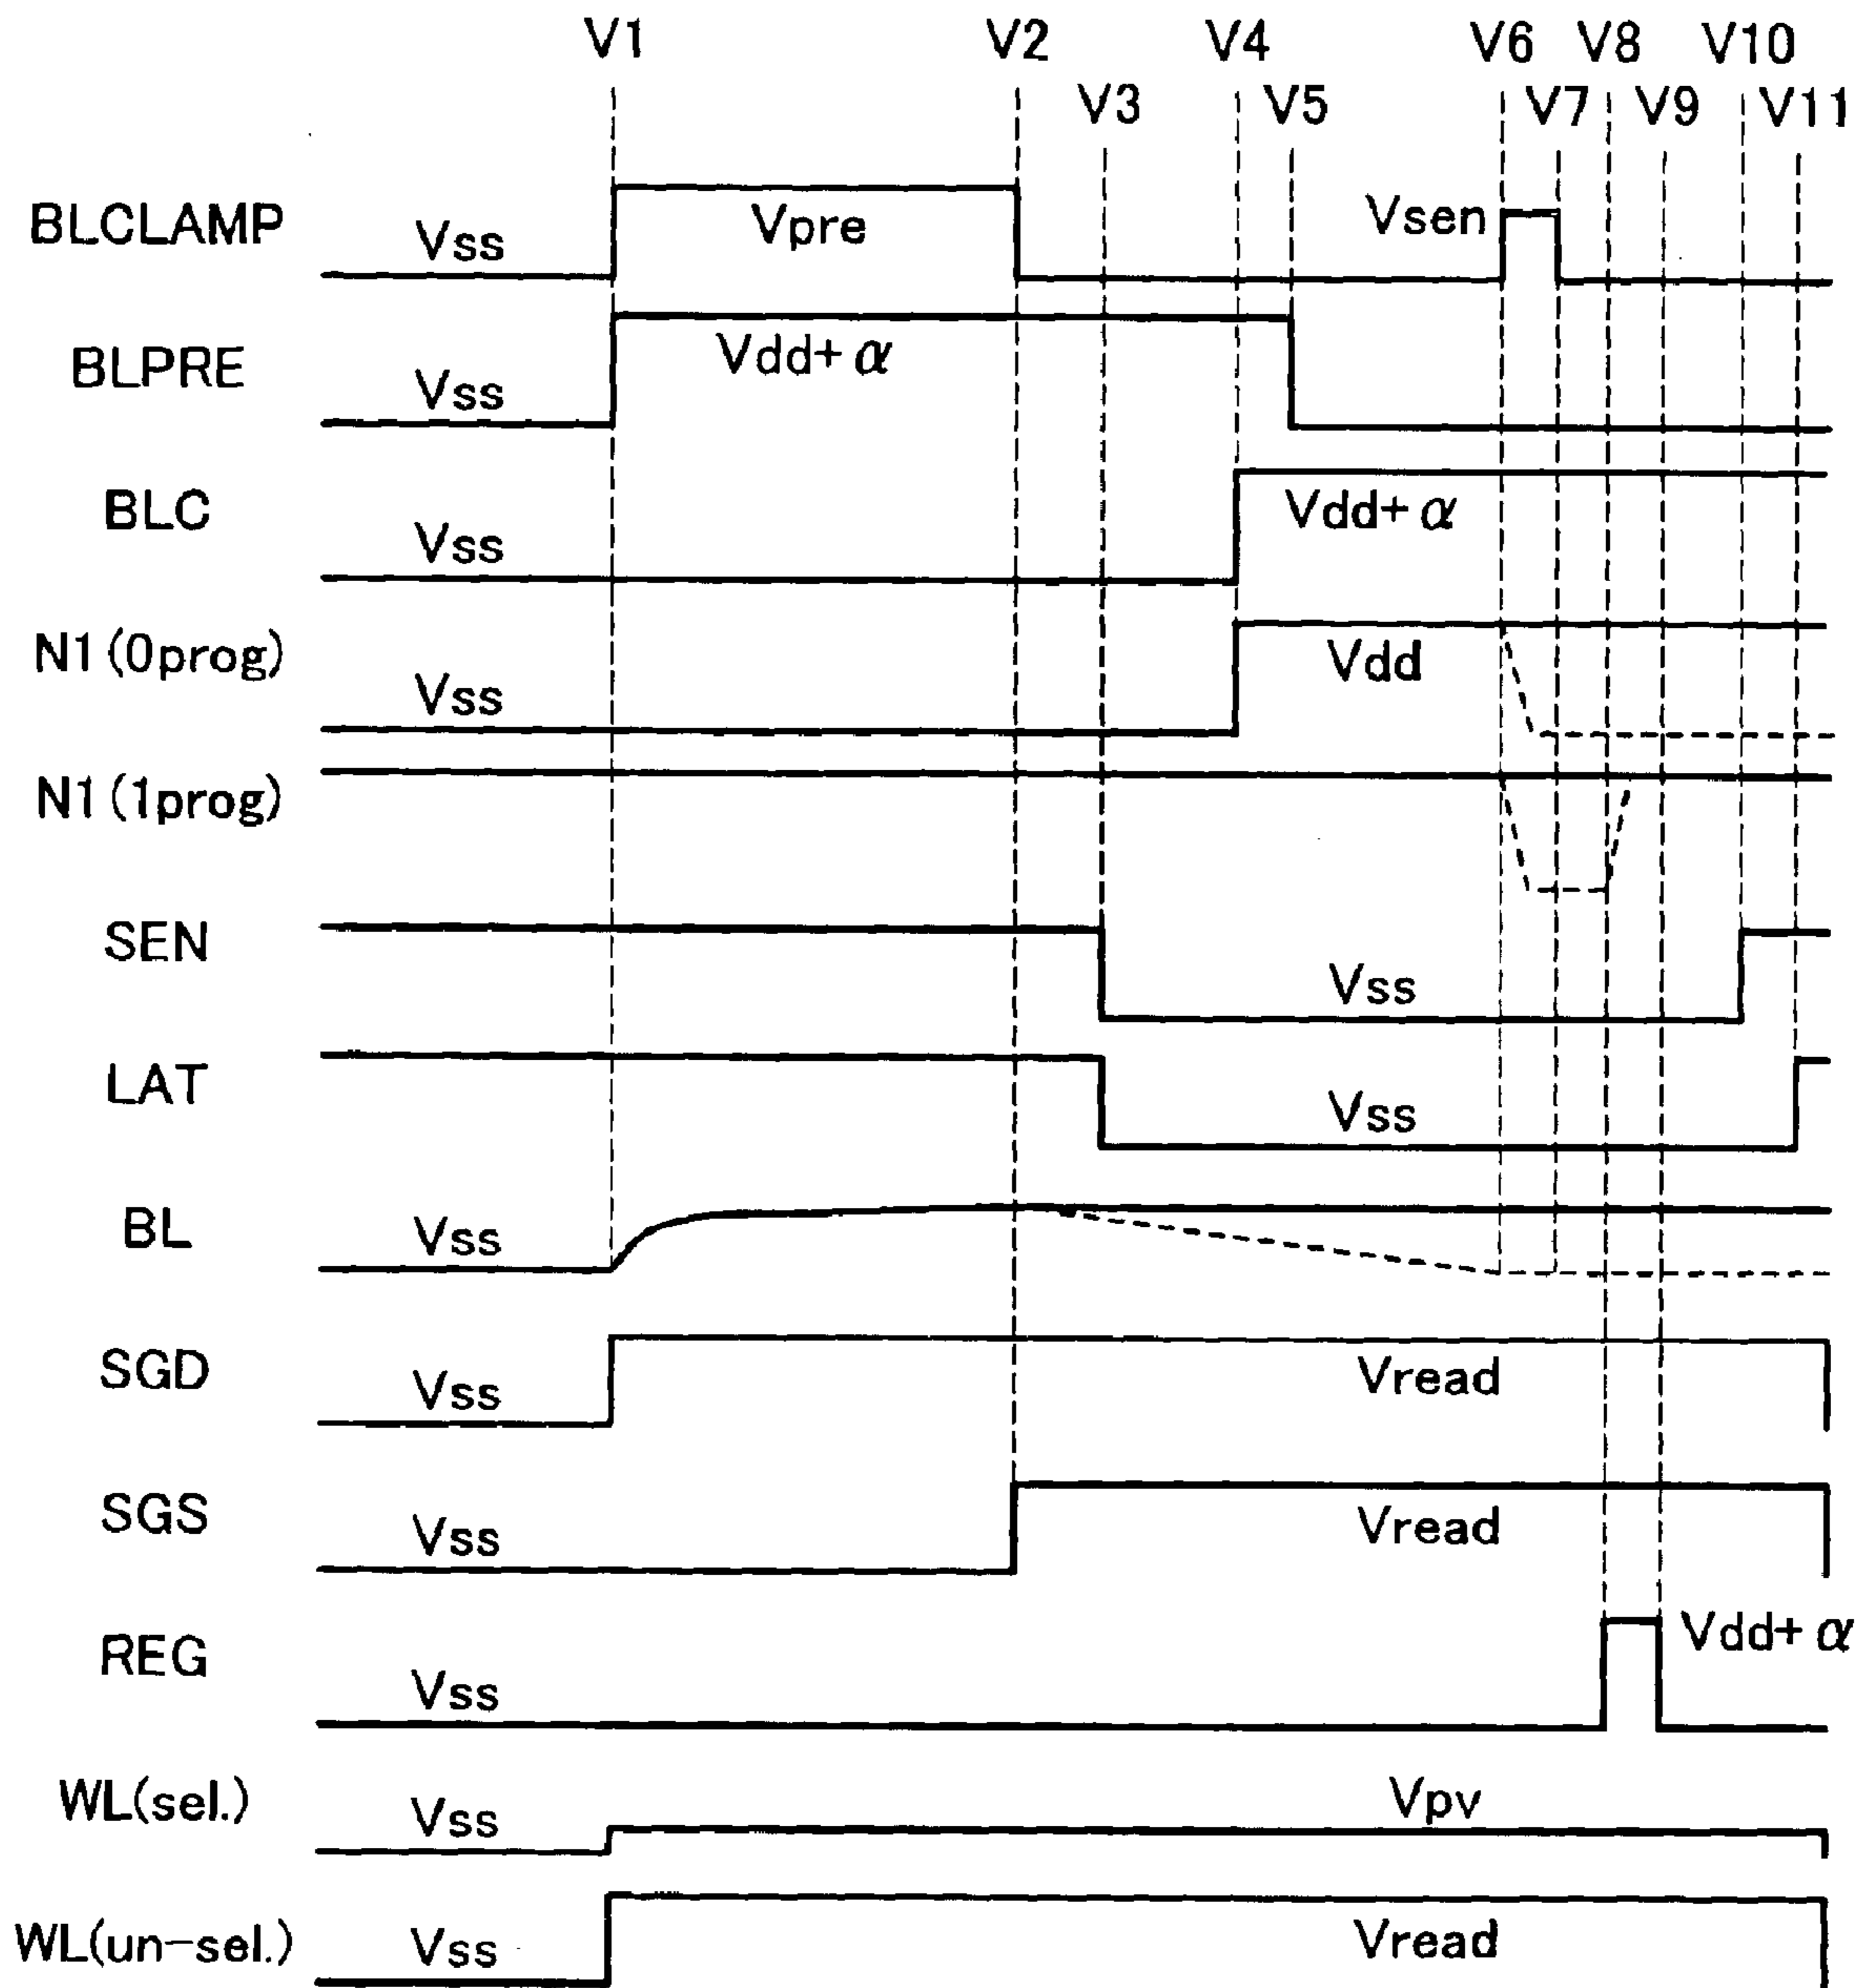 V1 V2 V4 V6 V8 V10
V3 V5 V7 V9 V11
BLCLAMP Vss Vpre Vsen
BLPRE Vss Vdd+α
BLC Vss Vdd+α
N1(0prog) Vss Vdd
N1(1prog)
SEN Vss
LAT Vss
BL Vss
SGD Vss Vread
SGS Vss Vread
REG Vss Vdd+α
WL(sel.) Vss Vpv
WL(un-sel.) Vss Vread